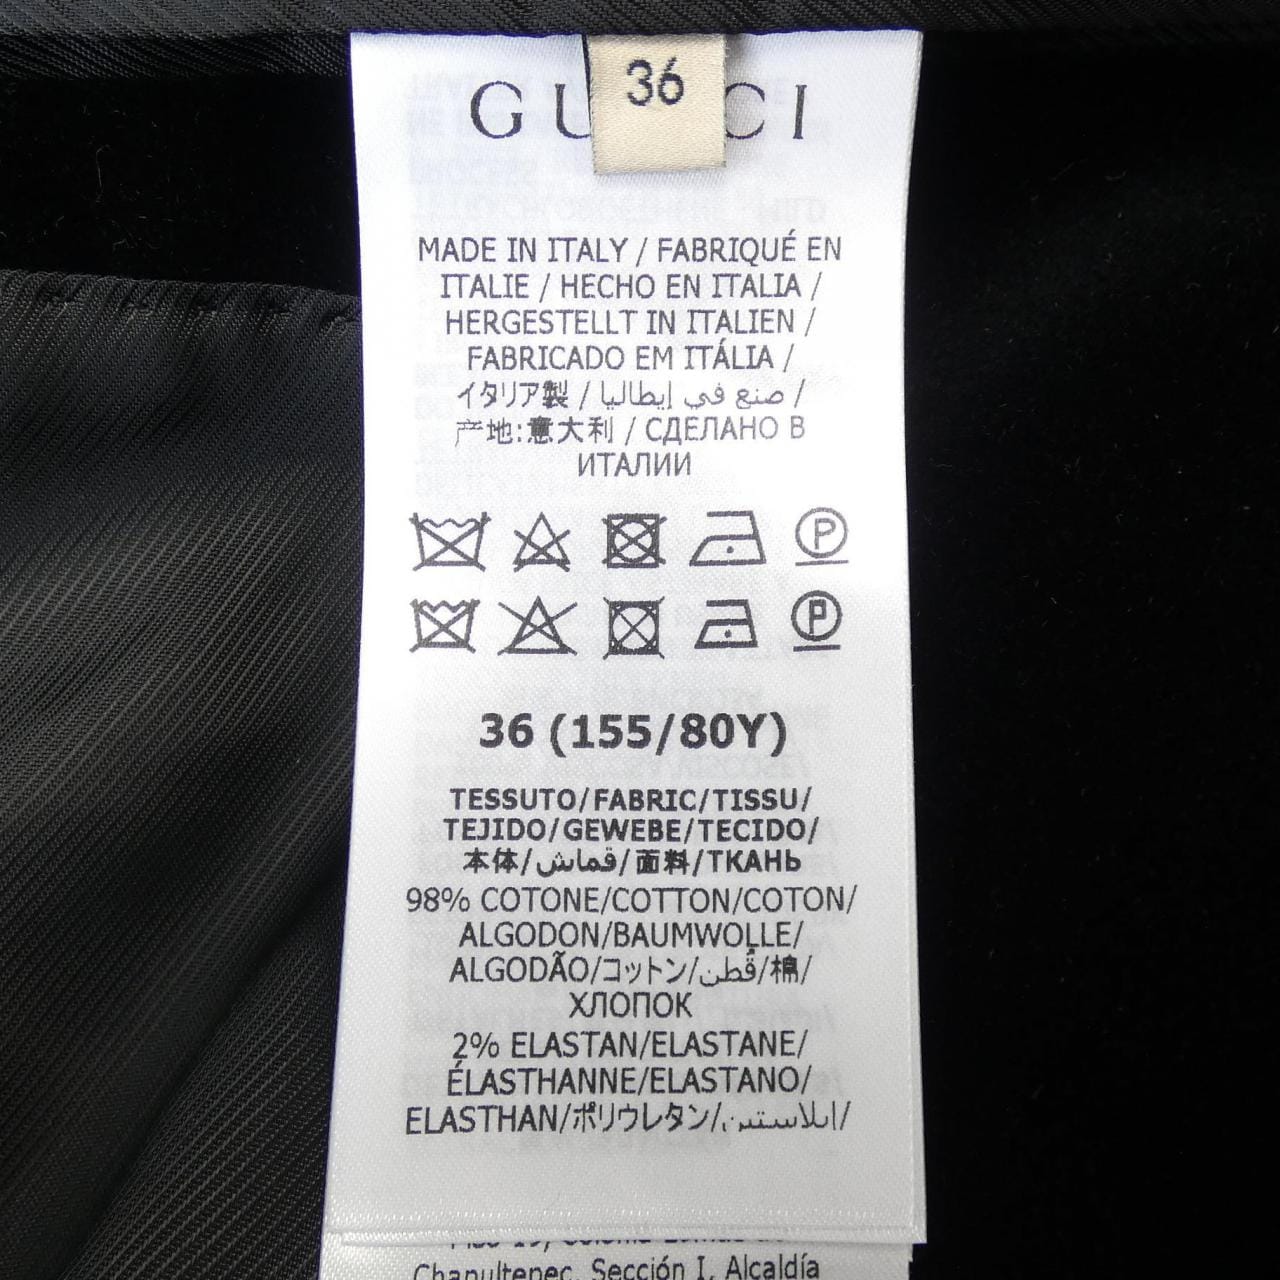 36
GUCCI
MADE IN ITALY / FABRIQUÉ EN
ITALIE / HECHO EN ITALIA /
HERGESTELLT IN ITALIEN /
FABRICADO EM ITÁLIA /
イタリア製 / صنع في إيطاليا /
产地:意大利 / СДЕЛАНО В
ИТАЛИИ
P
P
36 (155/80Y)
TESSUTO/FABRIC/TISSU/
TEJIDO/GEWEBE/TECIDO/
本体/قماش/面料/ТКАНЬ
98% COTONE/COTTON/COTON/
ALGODON/BAUMWOLLE/
ALGODÃO/コットン/قُطن/棉/
ХЛОПОК
2% ELASTAN/ELASTANE/
ÉLASTHANNE/ELASTANO/
ELASTHAN/ポリウレタン/إيلاستين/
Chapultepec, Sección I, Alcaldía